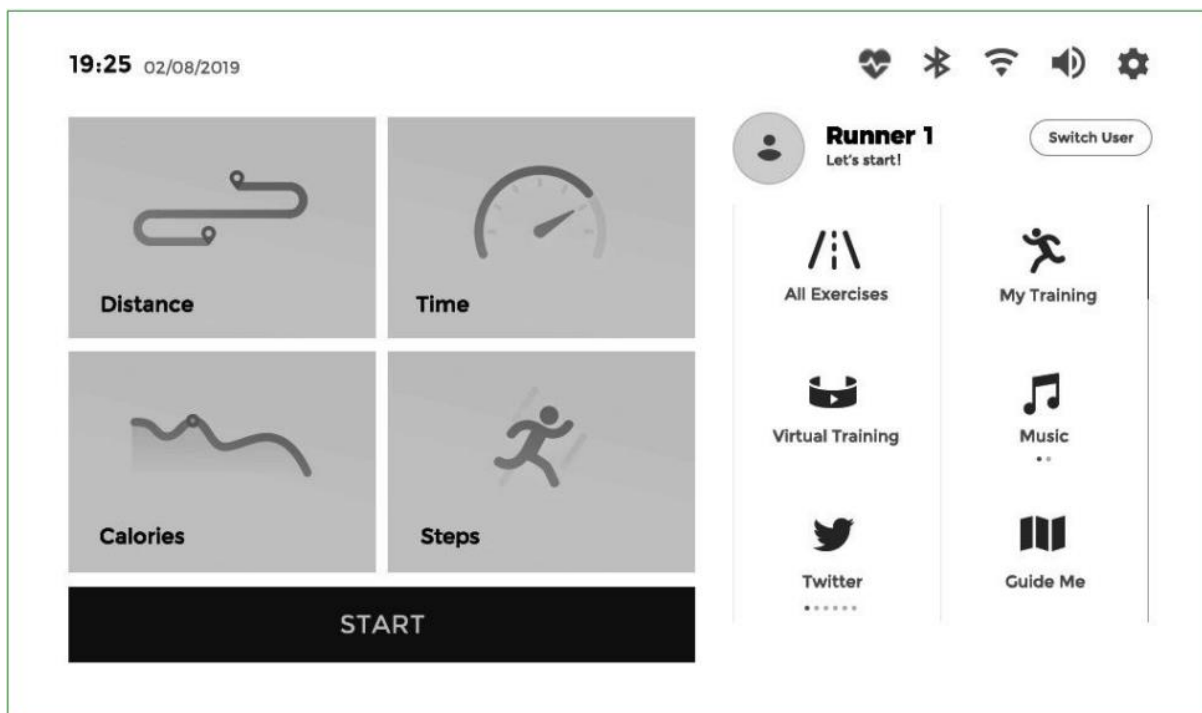 19:25 02/08/2019
Runner 1
Switch User
Let's start!
Distance
Time
All Exercises
My Training
Virtual Training
Music
Calories
Steps
Twitter
Guide Me
START